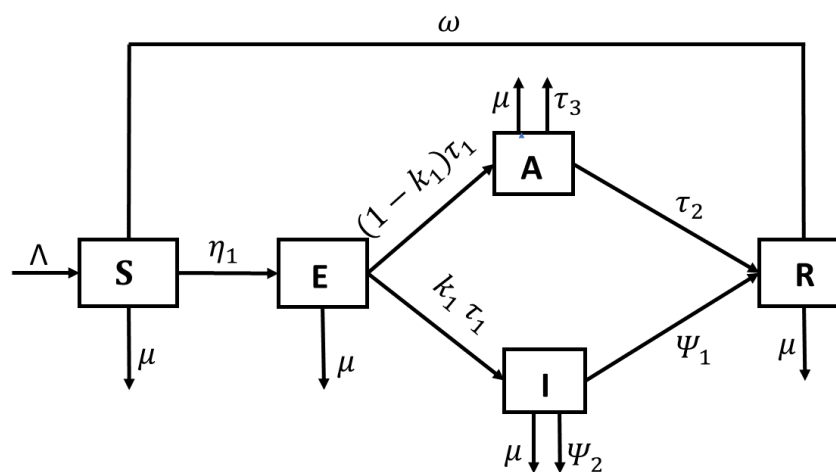 ω
μ
τ₃
A
(1 − k₁)τ₁
τ₂
Λ
S
η₁
E
R
k₁ τ₁
Ψ₁
μ
μ
μ
I
μ
Ψ₂